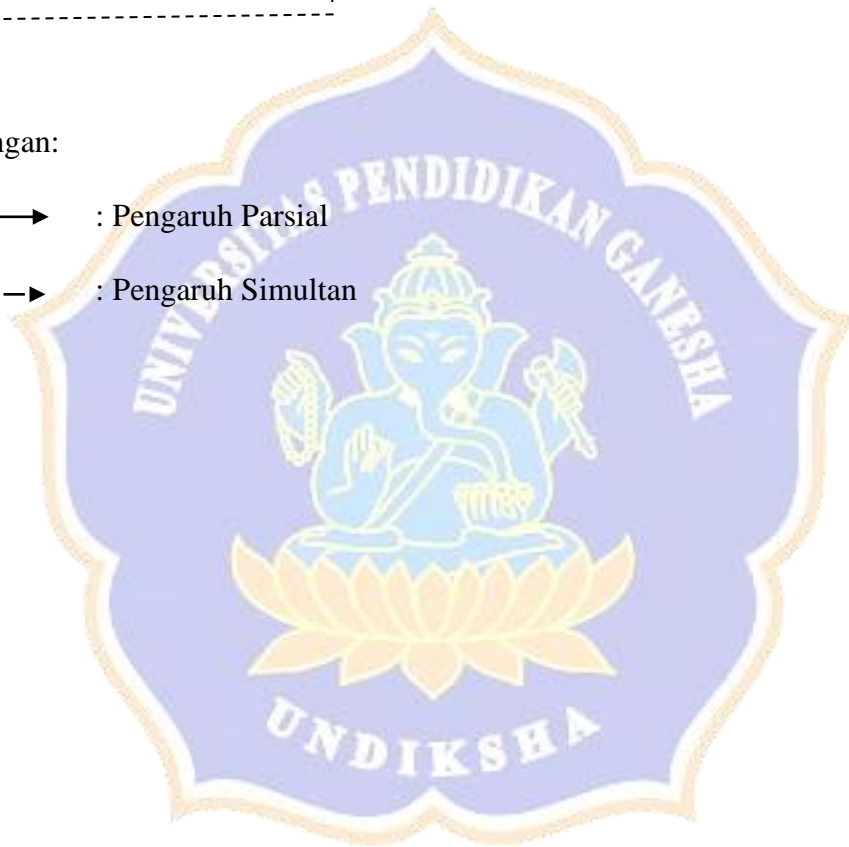 ngan:
: Pengaruh Parsial
: Pengaruh Simultan
UNIVERSITAS PENDIDIKAN GANESHA
UNDIKSHA